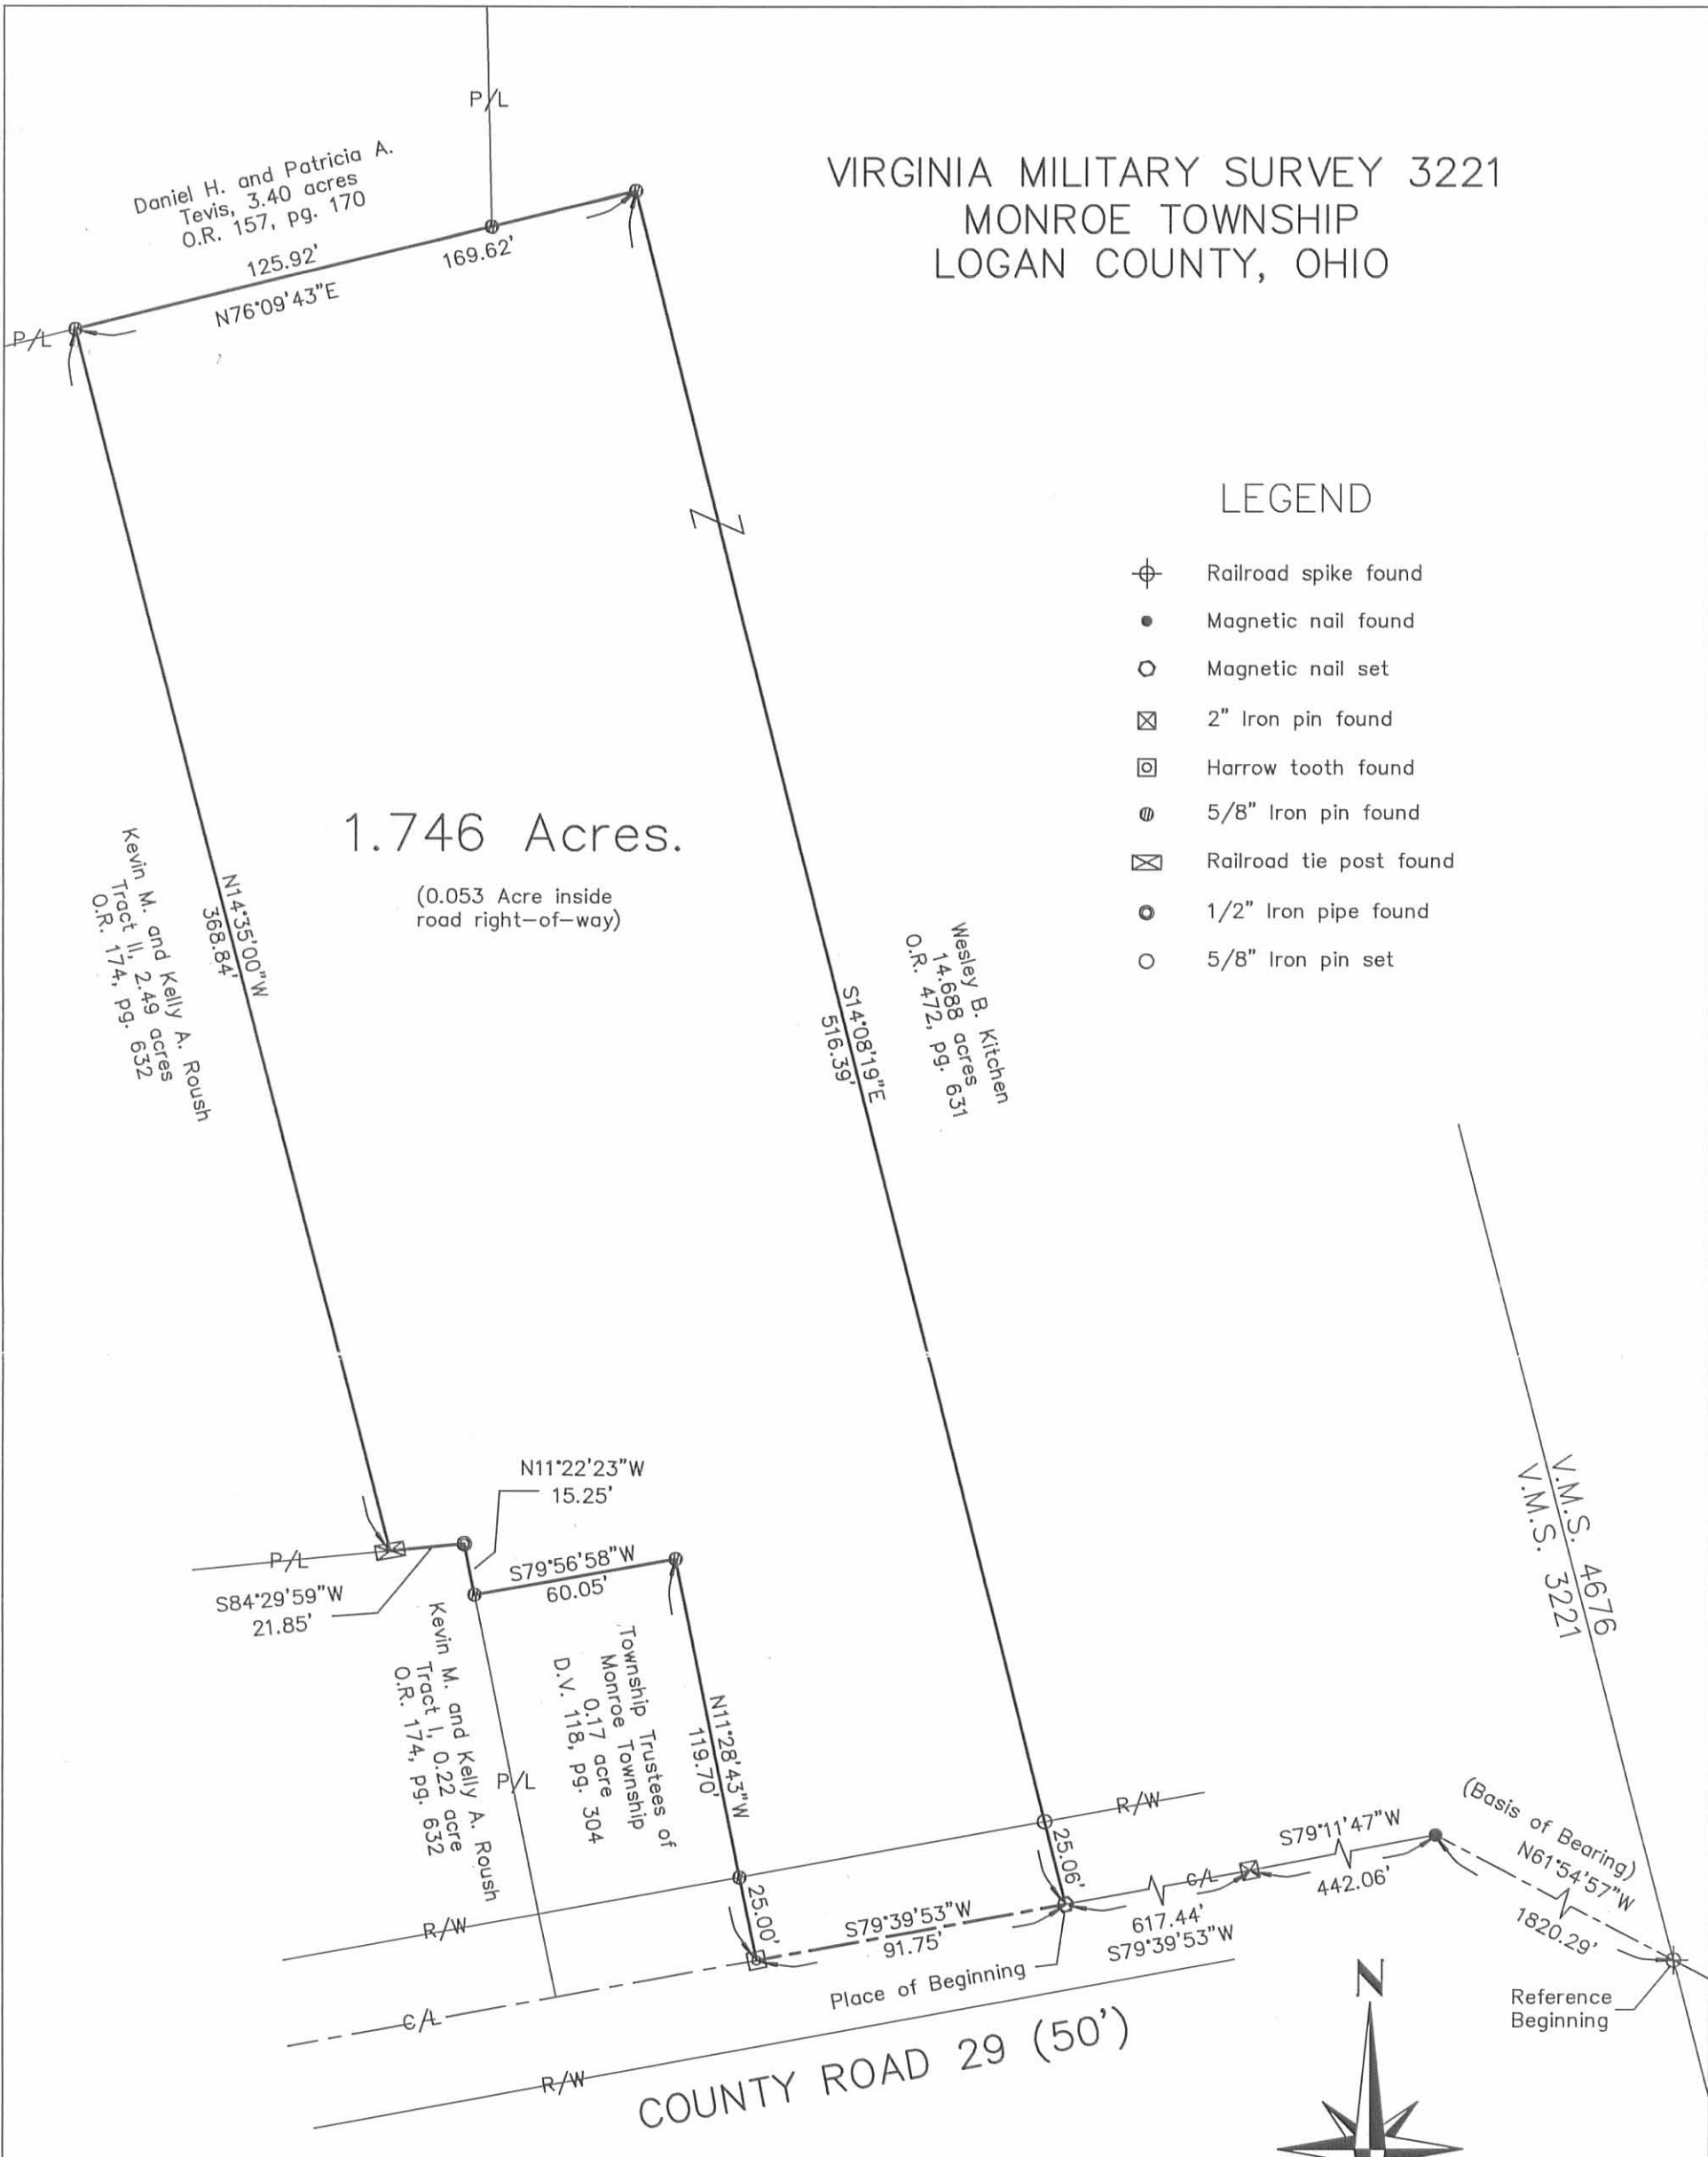 P/L
Daniel H. and Patricia A.
Tevis, 3.40 acres
O.R. 157, pg. 170
125.92'
169.62'
N76°09'43"E
P/L
VIRGINIA MILITARY SURVEY 3221
MONROE TOWNSHIP
LOGAN COUNTY, OHIO
LEGEND
Railroad spike found
Magnetic nail found
Magnetic nail set
2" Iron pin found
Harrow tooth found
5/8" Iron pin found
Railroad tie post found
1/2" Iron pipe found
5/8" Iron pin set
1.746 Acres.
(0.053 Acre inside
road right-of-way)
N14°35'00"W
368.84'
Kevin M. and Kelly A. Roush
Tract II, 2.49 acres
O.R. 174, pg. 632
S14°08'19"E
516.39'
Wesley B. Kitchen
14.688 acres
O.R. 472, pg. 631
V.M.S. 4676
V.M.S. 3221
N11°22'23"W
15.25'
P/L
S84°29'59"W
21.85'
S79°56'58"W
60.05'
Kevin M. and Kelly A. Roush
Tract I, 0.22 acre
O.R. 174, pg. 632
P/L
Township Trustees of
Monroe Township
0.17 acre
D.V. 118, pg. 304
N11°28'43"W
119.70'
R/W
25.06'
25.00'
R/W
S79°39'53"W
91.75'
Place of Beginning
C/L
617.44'
S79°39'53"W
S79°11'47"W
442.06'
(Basis of Bearing)
N61°54'57"W
1820.29'
Reference
Beginning
C/L
R/W
COUNTY ROAD 29 (50')
N